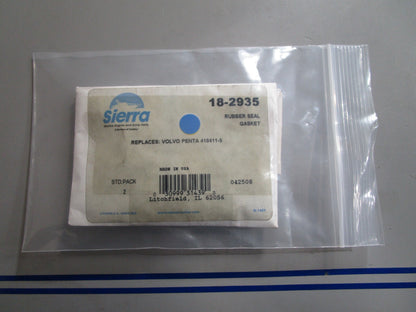 Sierra
18-2935
RUBBER SEAL
GASKET
REPLACES: VOLVO PENTA 418411-5
MADE IN USA
STD.PACK
2
042508
Litchfield, IL 62056